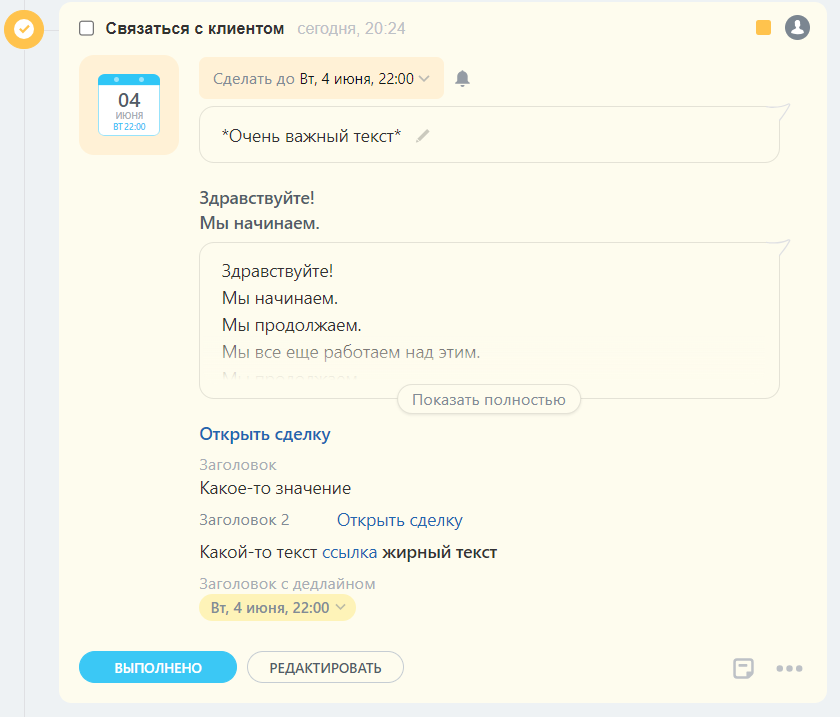 Связаться с клиентом сегодня, 20:24
04
ИЮНЯ
ВТ 22:00
Сделать до Вт, 4 июня, 22:00
*Очень важный текст*
Здравствуйте!
Мы начинаем.
Здравствуйте!
Мы начинаем.
Мы продолжаем.
Мы все еще работаем над этим.
Мы продолжаем
Показать полностью
Открыть сделку
Заголовок
Какое-то значение
Заголовок 2 Открыть сделку
Какой-то текст ссылка жирный текст
Заголовок с дедлайном
Вт, 4 июня, 22:00
ВЫПОЛНЕНО РЕДАКТИРОВАТЬ